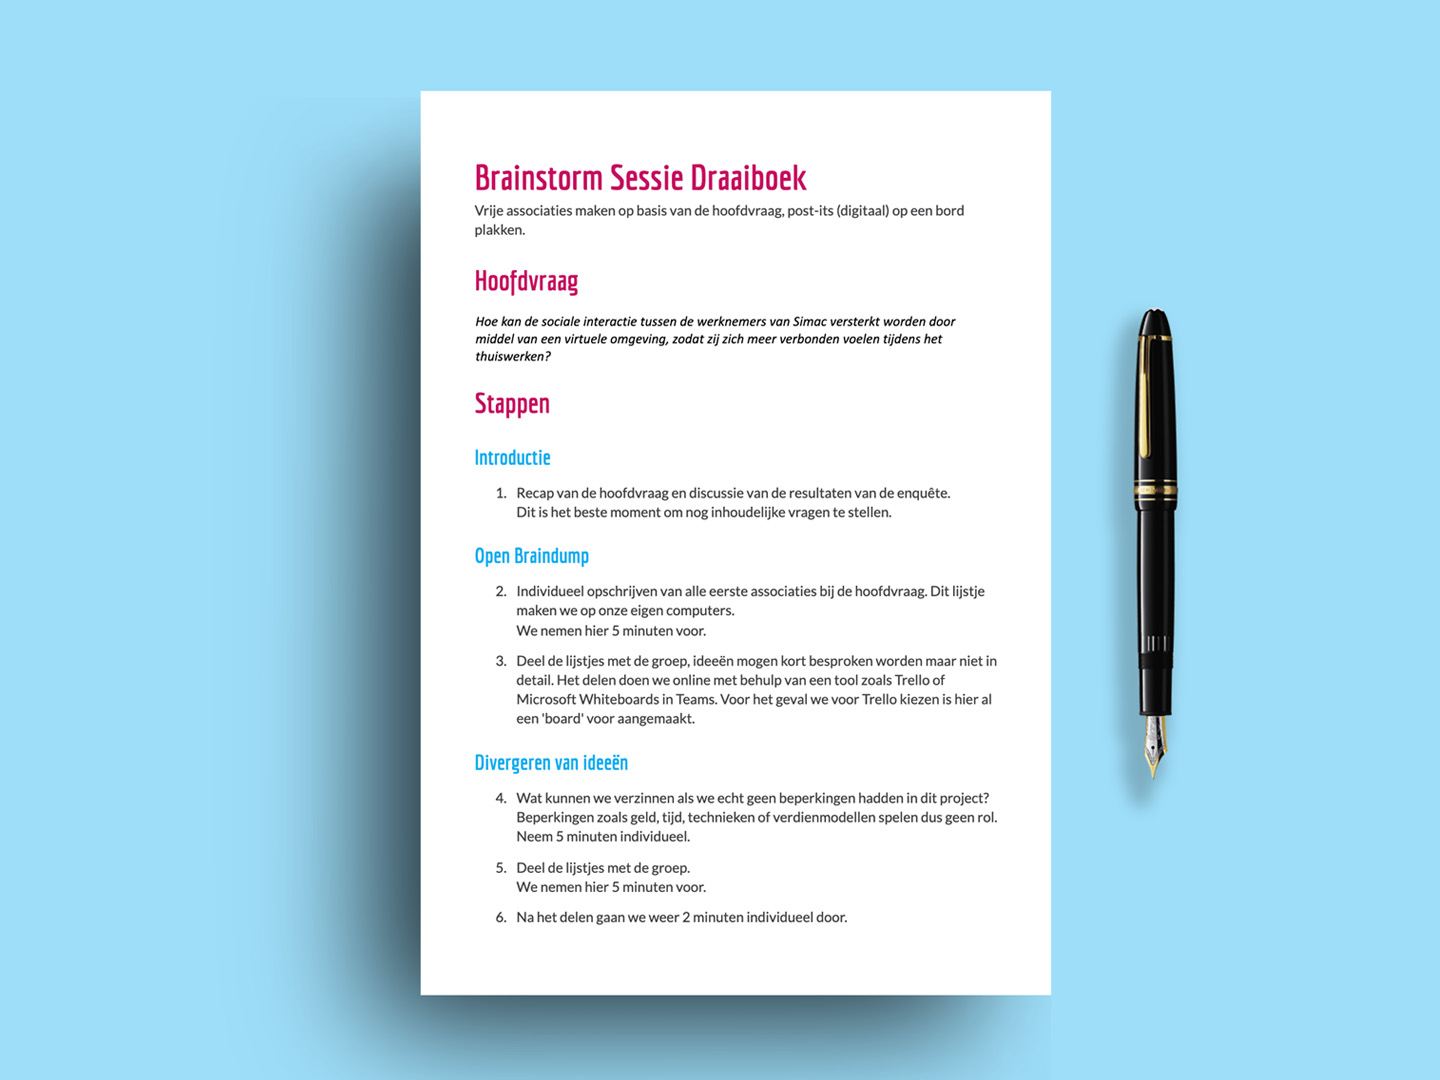 Brainstorm Sessie Draaiboek
Vrije associaties maken op basis van de hoofdvraag, post-its (digitaal) op een bord
plakken.
Hoofdvraag
Hoe kan de sociale interactie tussen de werknemers van Simac versterkt worden door
middel van een virtuele omgeving, zodat zij zich meer verbonden voelen tijdens het
thuiswerken?
Stappen
Introductie
1. Recap van de hoofdvraag en discussie van de resultaten van de enquête.
Dit is het beste moment om nog inhoudelijke vragen te stellen.
Open Braindump
2. Individueel opschrijven van alle eerste associaties bij de hoofdvraag. Dit lijstje
maken we op onze eigen computers.
We nemen hier 5 minuten voor.
3. Deel de lijstjes met de groep, ideeën mogen kort besproken worden maar niet in
detail. Het delen doen we online met behulp van een tool zoals Trello of
Microsoft Whiteboards in Teams. Voor het geval we voor Trello kiezen is hier al
een 'board' voor aangemaakt.
Divergeren van ideeën
4. Wat kunnen we verzinnen als we echt geen beperkingen hadden in dit project?
Beperkingen zoals geld, tijd, technieken of verdienmodellen spelen dus geen rol.
Neem 5 minuten individueel.
5. Deel de lijstjes met de groep.
We nemen hier 5 minuten voor.
6. Na het delen gaan we weer 2 minuten individueel door.